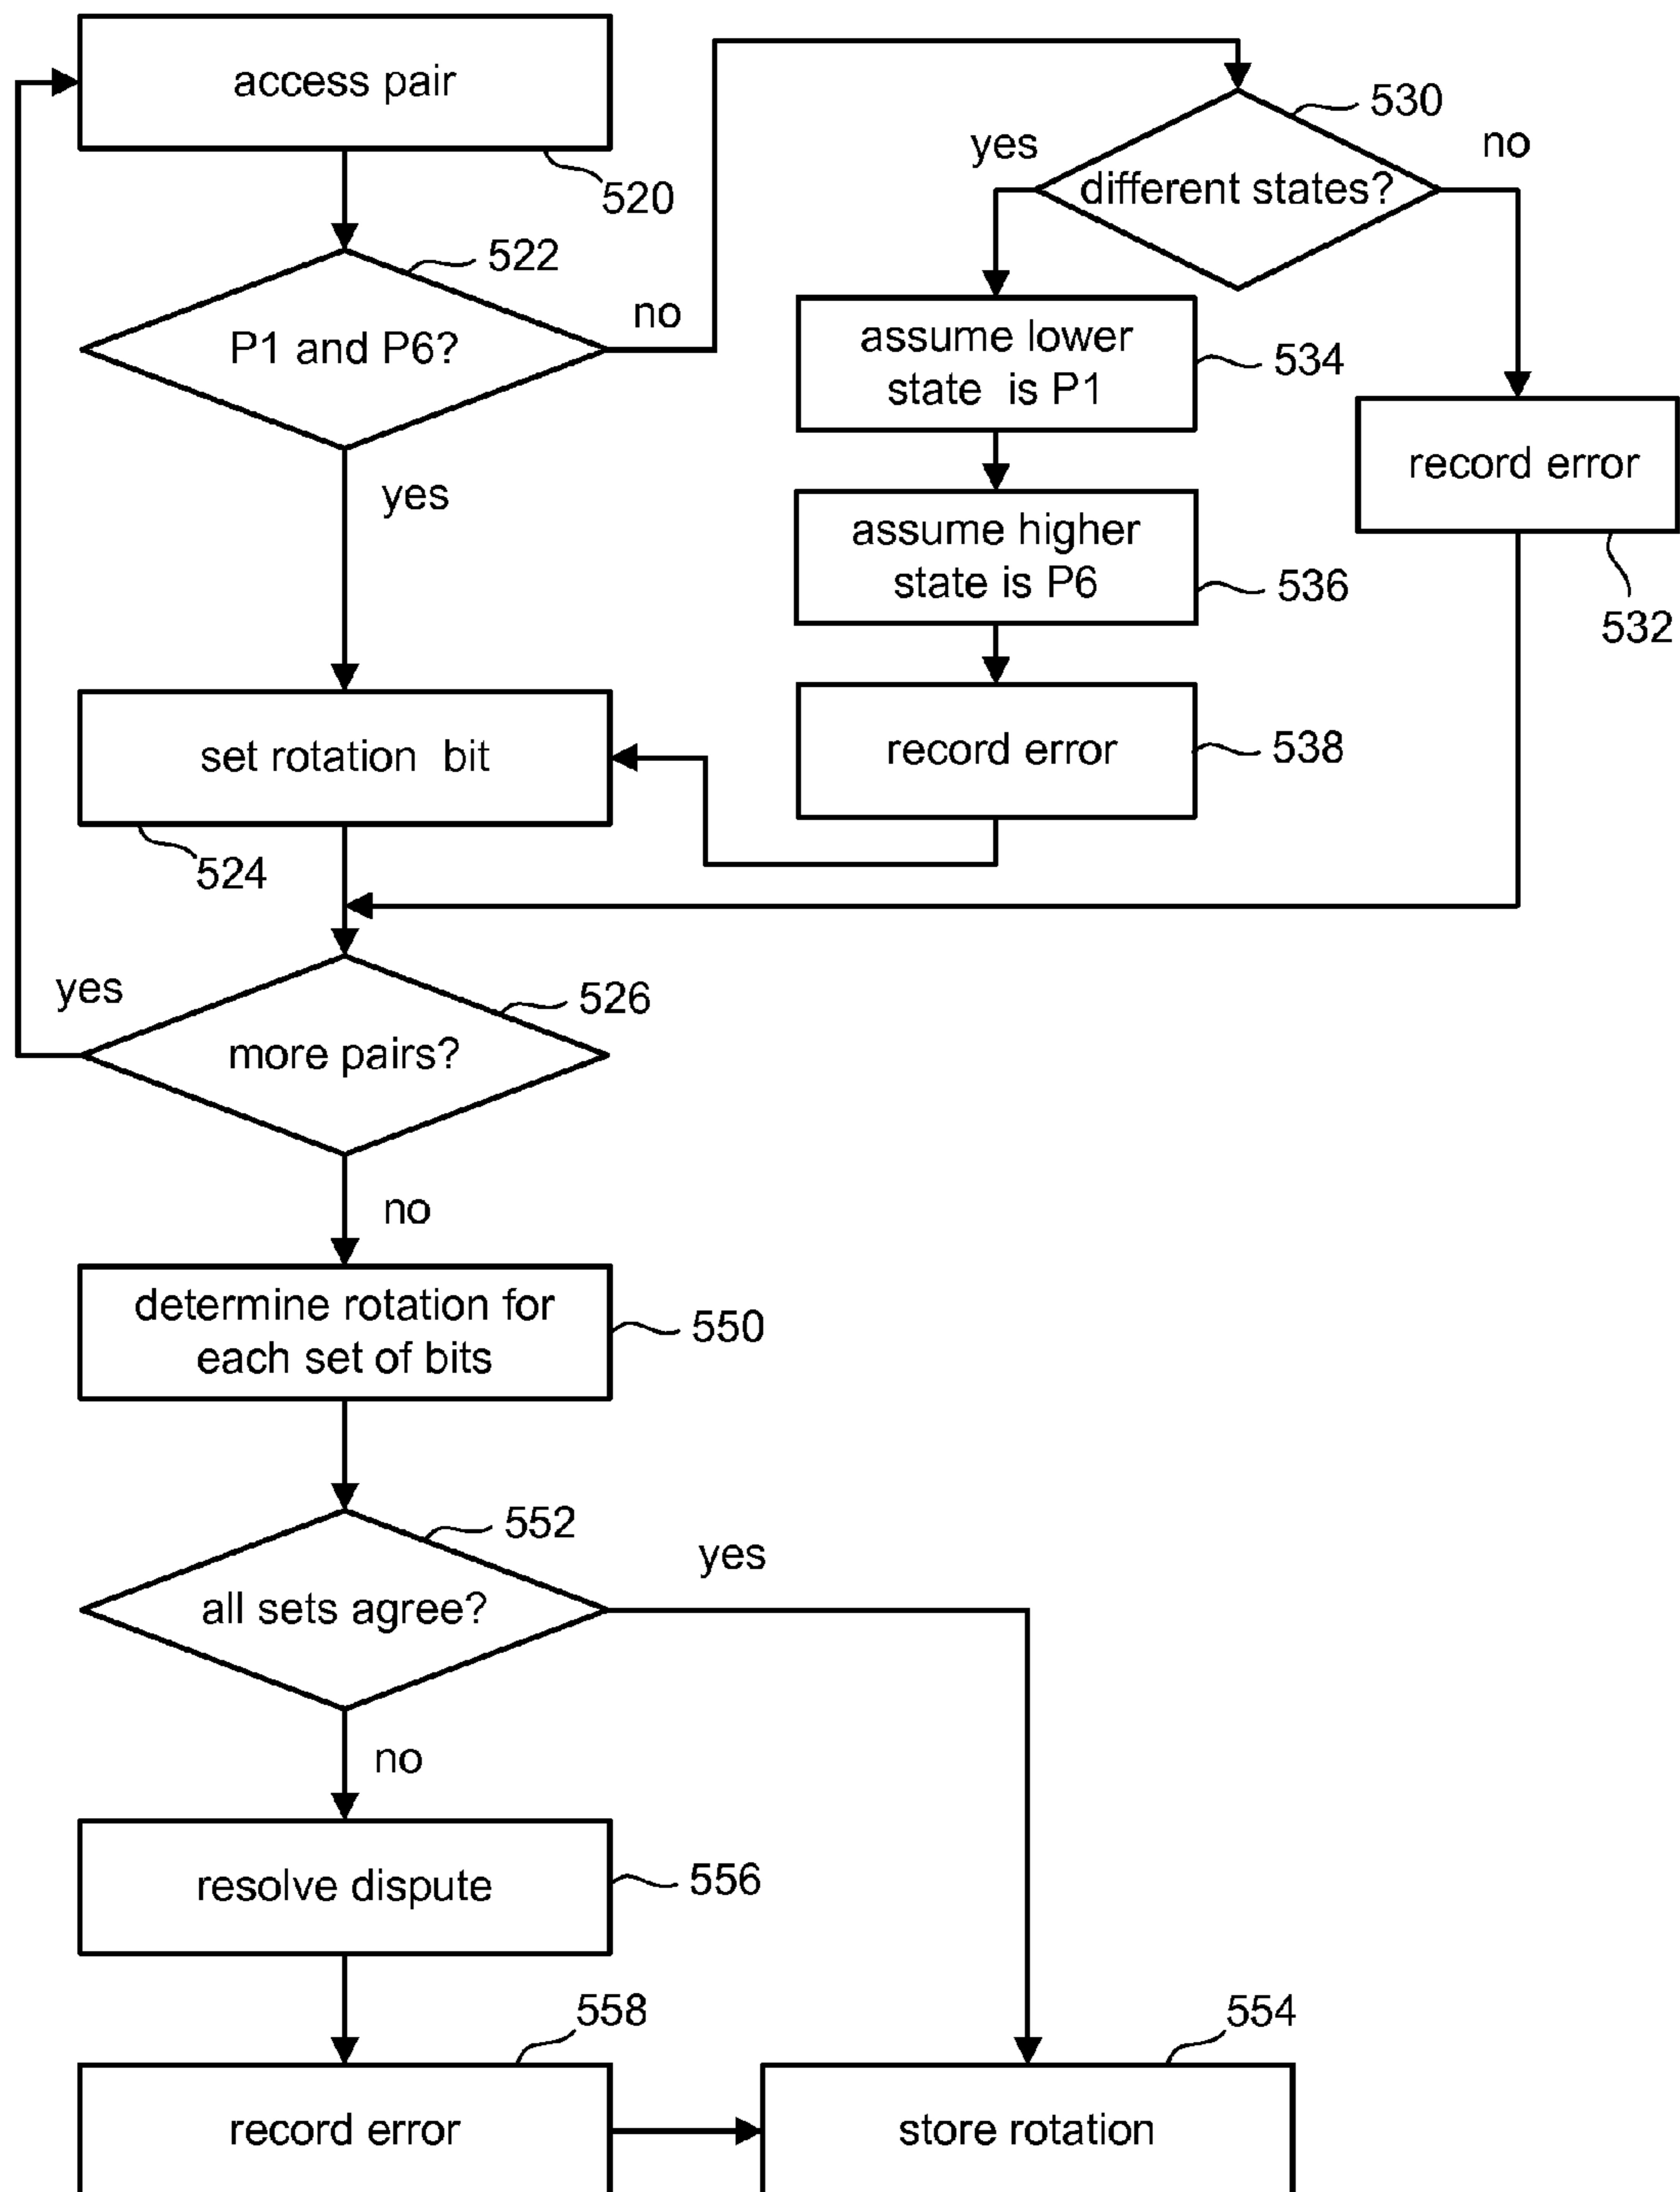 access pair
520
522
P1 and P6?
no
yes
530
different states?
yes
no
assume lower
state is P1
534
assume higher
state is P6
536
record error
538
record error
532
set rotation bit
524
526
more pairs?
yes
no
determine rotation for
each set of bits
550
552
all sets agree?
yes
no
resolve dispute
556
558
record error
554
store rotation